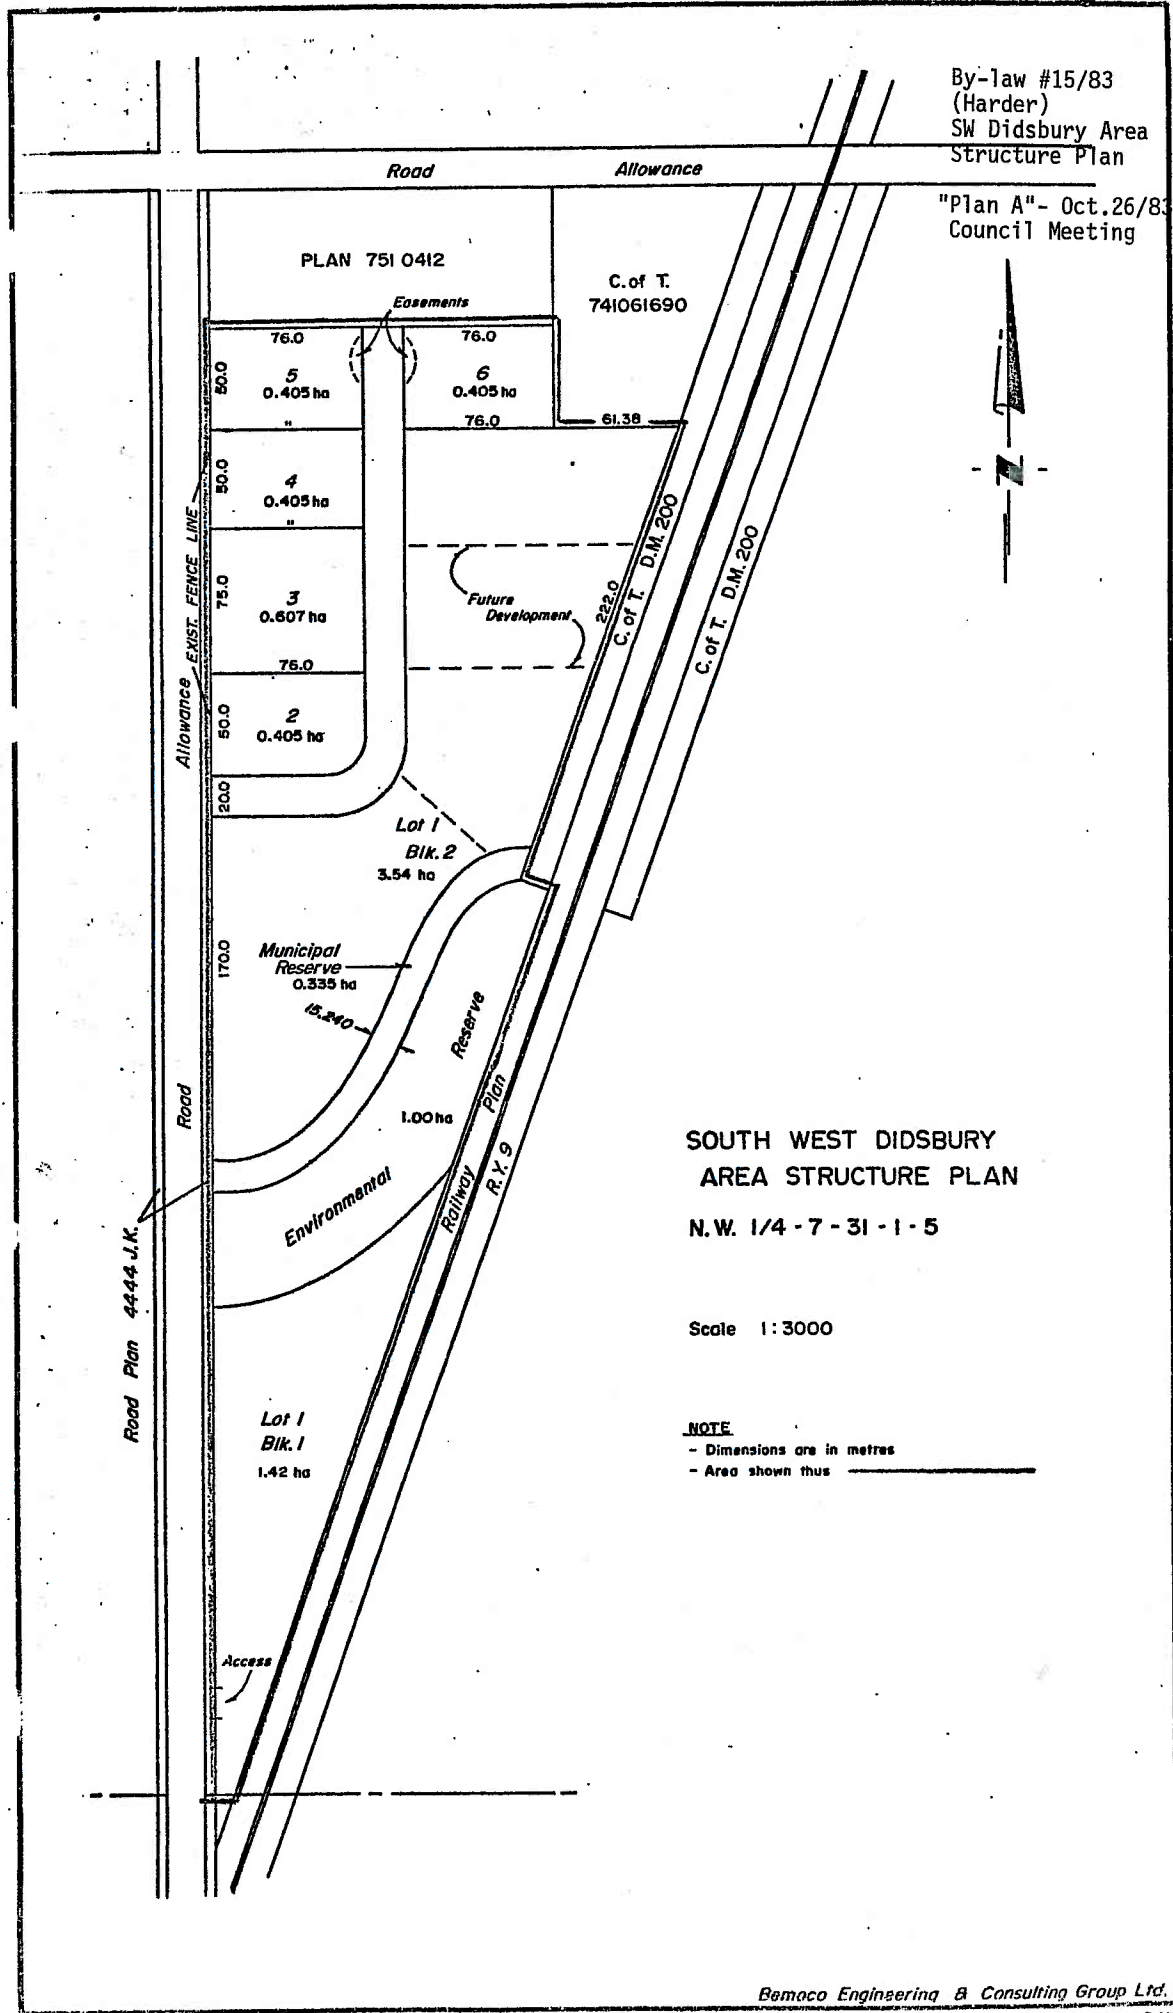 By-law #15/83
(Harder)
SW Didsbury Area
Structure Plan
"Plan A"- Oct.26/83
Council Meeting
Road Allowance
PLAN 751 0412
C. of T.
741061690
Easements
76.0
76.0
50.0
5
0.405 ha
"
6
0.405 ha
76.0
61.38
50.0
4
0.405 ha
"
EXIST. FENCE LINE
75.0
3
0.607 ha
76.0
Future
Development
222.0
C. of T. D.M. 200
C. of T. D.M. 200
N
50.0
2
0.405 ha
20.0
Road Allowance
Lot 1
Blk. 2
3.54 ha
170.0
Municipal
Reserve
0.335 ha
15.240
Environmental Reserve
1.00 ha
Railway Plan
R.Y. 9
Road Plan 4444 J.K.
SOUTH WEST DIDSBURY
AREA STRUCTURE PLAN
N.W. 1/4 - 7 - 31 - 1 - 5
Scale 1:3000
NOTE
- Dimensions are in metres
- Area shown thus
Lot 1
Blk. 1
1.42 ha
Access
Bemoco Engineering & Consulting Group Ltd.